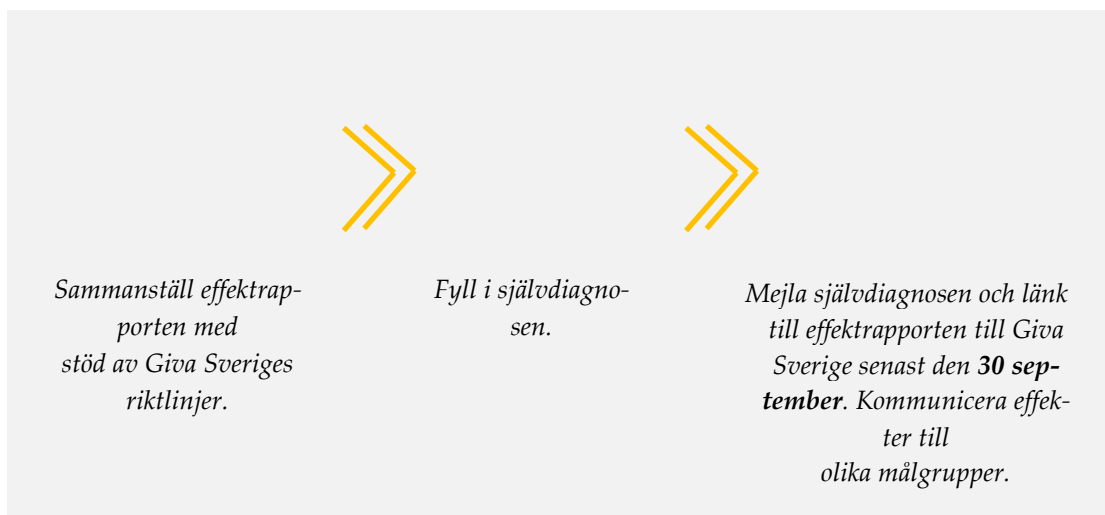 Sammanställ effektrap-
porten med
stöd av Giva Sveriges
riktlinjer.
Fyll i självdiagno-
sen.
Mejla självdiagnosen och länk
till effektrapporten till Giva
Sverige senast den 30 sep-
tember. Kommunicera effek-
ter till
olika målgrupper.